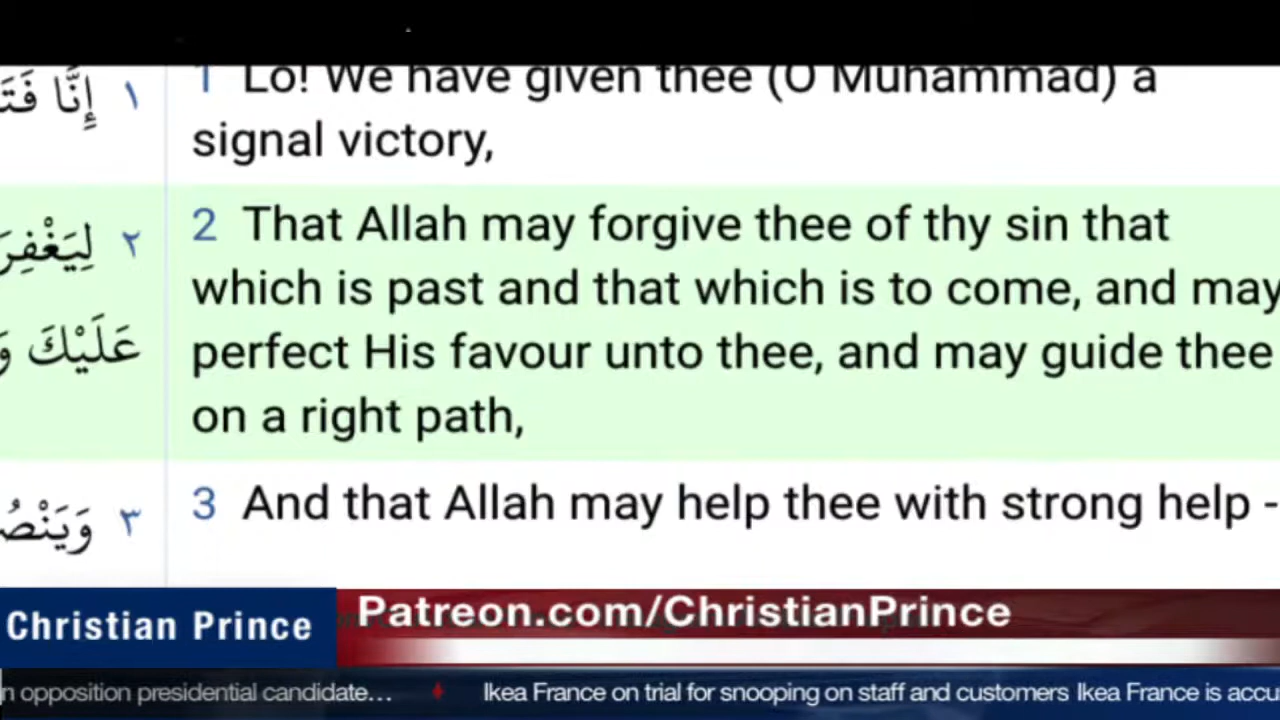 إِنَّا ١
1 Lo! We have given thee (O Muhammad) a
signal victory,
لِيَغْفِرَ ٢
عَلَيْكَ
2 That Allah may forgive thee of thy sin that
which is past and that which is to come, and may
perfect His favour unto thee, and may guide thee
on a right path,
٣
3 And that Allah may help thee with strong help -
Christian Prince
Patreon.com/ChristianPrince
n opposition presidential candidate... Ikea France on trial for snooping on staff and customers Ikea France is accu